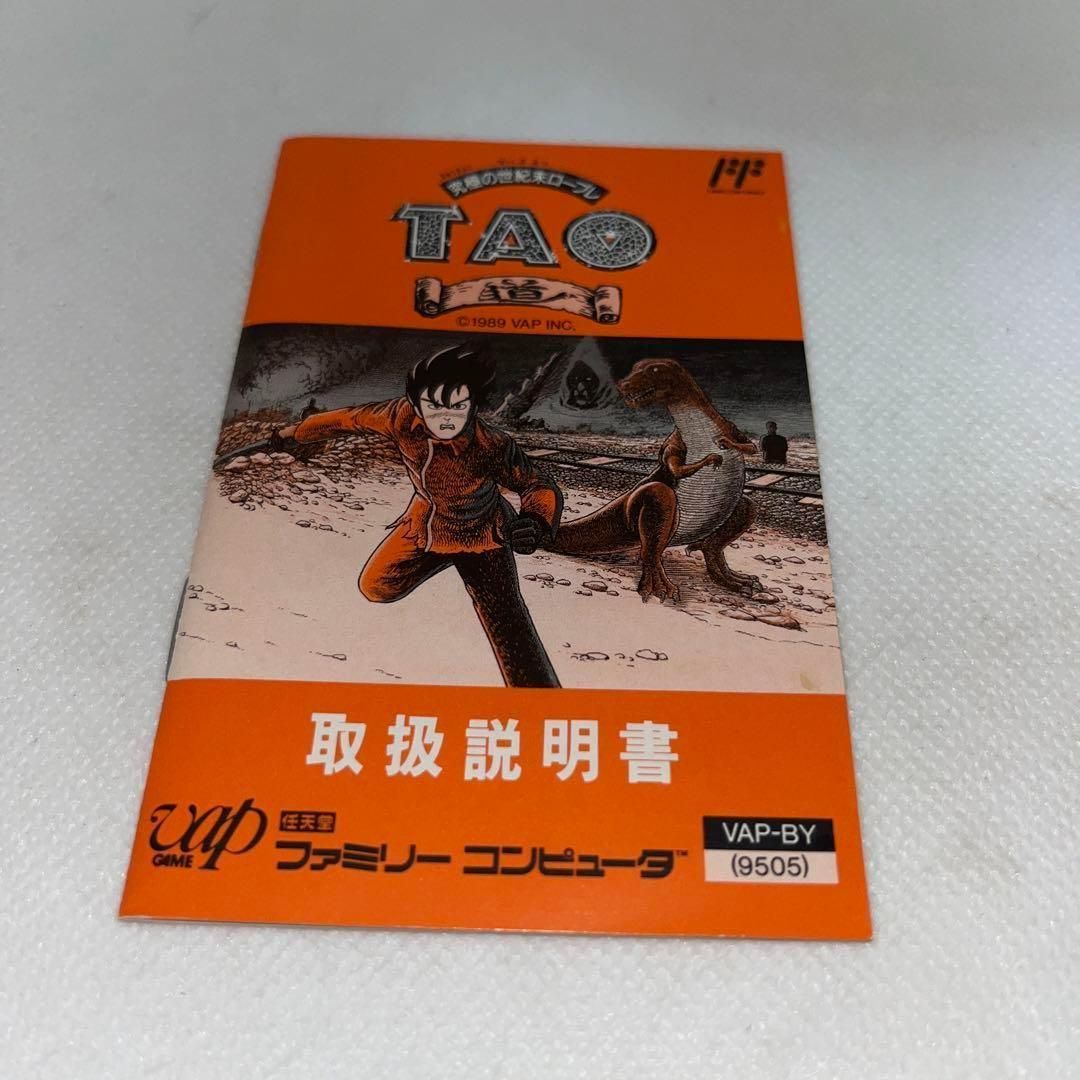 究極の世紀末ロープレ
TAO
道
©1989 VAP INC.
取扱説明書
vap
GAME
任天堂
ファミリーコンピュータ™
VAP-BY
(9505)